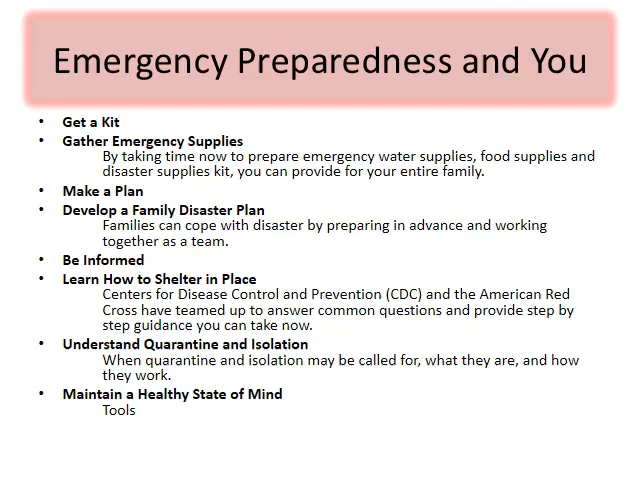 Emergency Preparedness and You
• Get a Kit
• Gather Emergency Supplies
By taking time now to prepare emergency water supplies, food supplies and
disaster supplies kit, you can provide for your entire family.
• Make a Plan
• Develop a Family Disaster Plan
Families can cope with disaster by preparing in advance and working
together as a team.
• Be Informed
• Learn How to Shelter in Place
Centers for Disease Control and Prevention (CDC) and the American Red
Cross have teamed up to answer common questions and provide step by
step guidance you can take now.
• Understand Quarantine and Isolation
When quarantine and isolation may be called for, what they are, and how
they work.
• Maintain a Healthy State of Mind
Tools